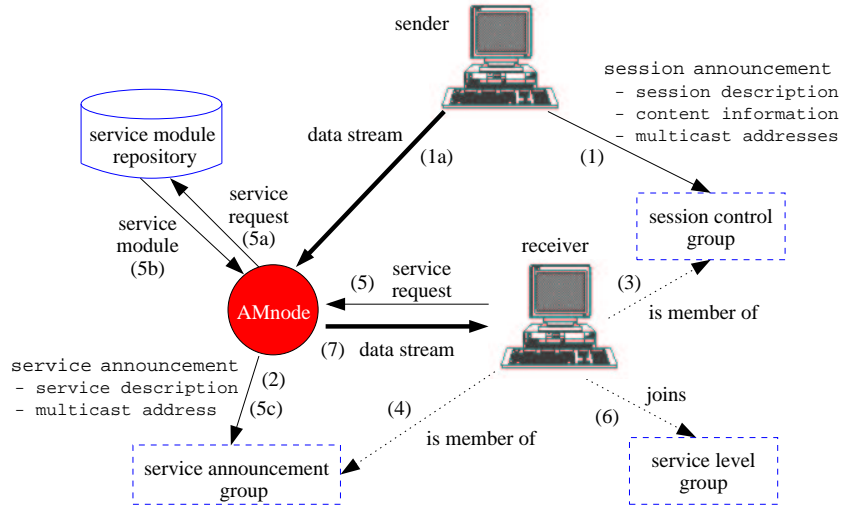 sender
session announcement
- session description
- content information
- multicast addresses
data stream
(1a)
(1)
service module
repository
service
request
(5a)
service
module
(5b)
session control
group
receiver
(5)
service
request
(3)
is member of
AMnode
(7)
data stream
service announcement
- service description
- multicast address
(2)
(5c)
(4)
is member of
joins
(6)
service announcement
group
service level
group